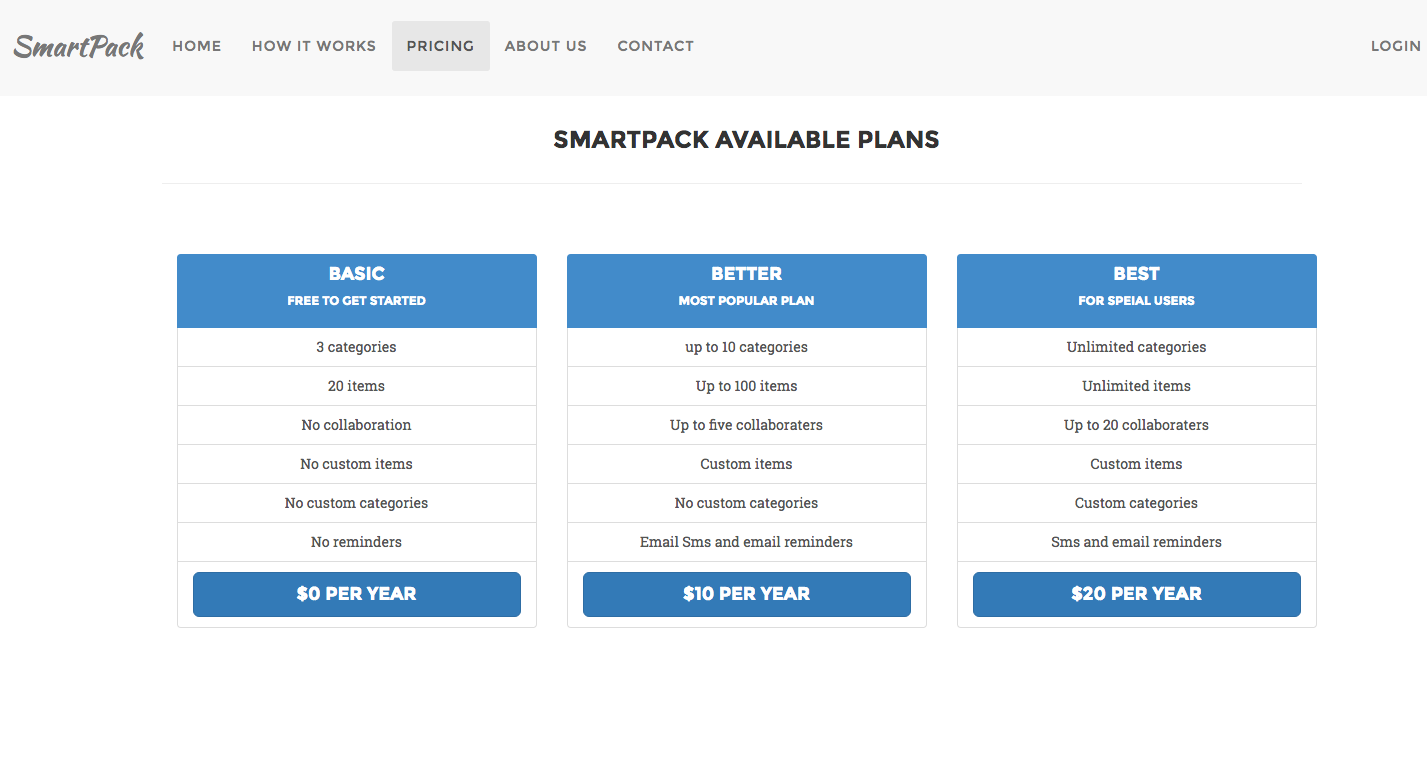 SmartPack HOME HOW IT WORKS PRICING ABOUT US CONTACT LOGIN
SMARTPACK AVAILABLE PLANS
BASIC
FREE TO GET STARTED
3 categories
20 items
No collaboration
No custom items
No custom categories
No reminders
$0 PER YEAR
BETTER
MOST POPULAR PLAN
up to 10 categories
Up to 100 items
Up to five collaboraters
Custom items
No custom categories
Email Sms and email reminders
$10 PER YEAR
BEST
FOR SPEIAL USERS
Unlimited categories
Unlimited items
Up to 20 collaboraters
Custom items
Custom categories
Sms and email reminders
$20 PER YEAR